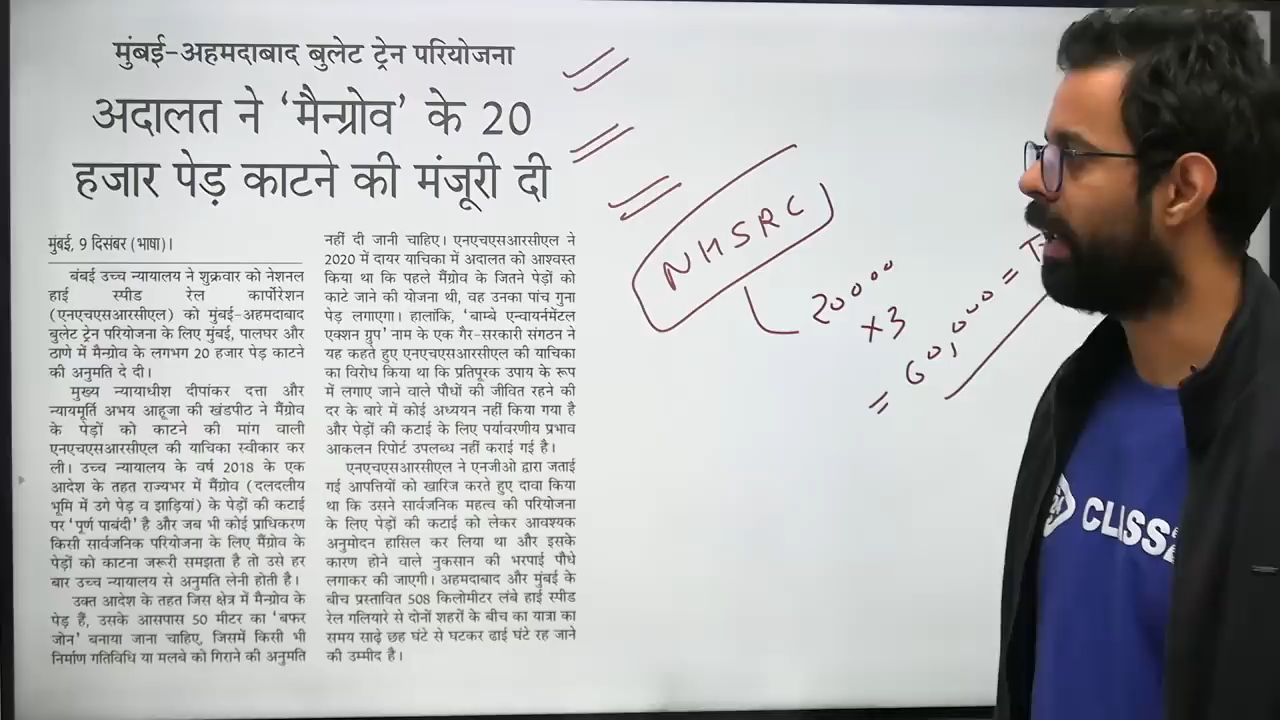 मुंबई-अहमदाबाद बुलेट ट्रेन परियोजना
अदालत ने 'मैन्ग्रोव' के 20
हजार पेड़ काटने की मंजूरी दी
मुंबई, 9 दिसंबर (भाषा)।
बंबई उच्च न्यायालय ने शुक्रवार को नेशनल
हाई स्पीड रेल कार्पोरेशन
(एनएचएसआरसीएल) को मुंबई-अहमदाबाद
बुलेट ट्रेन परियोजना के लिए मुंबई, पालघर और
ठाणे में मैन्ग्रोव के लगभग 20 हजार पेड़ काटने
की अनुमति दे दी।
मुख्य न्यायाधीश दीपांकर दत्ता और
न्यायमूर्ति अभय आहूजा की खंडपीठ ने मैंग्रोव
के पेड़ों को काटने की मांग वाली
एनएचएसआरसीएल की याचिका स्वीकार कर
ली। उच्च न्यायालय के वर्ष 2018 के एक
आदेश के तहत राज्यभर में मैंग्रोव (दलदलीय
भूमि में उगे पेड़ व झाड़ियां) के पेड़ों की कटाई
पर 'पूर्ण पाबंदी' है और जब भी कोई प्राधिकरण
किसी सार्वजनिक परियोजना के लिए मैंग्रोव के
पेड़ों को काटना जरूरी समझता है तो उसे हर
बार उच्च न्यायालय से अनुमति लेनी होती है।
उक्त आदेश के तहत जिस क्षेत्र में मैन्ग्रोव के
पेड़ हैं, उसके आसपास 50 मीटर का 'बफर
जोन' बनाया जाना चाहिए, जिसमें किसी भी
निर्माण गतिविधि या मलबे को गिराने की अनुमति
नहीं दी जानी चाहिए। एनएचएसआरसीएल ने
2020 में दायर याचिका में अदालत को आश्वस्त
किया था कि पहले मैंग्रोव के जितने पेड़ों को
काटे जाने की योजना थी, वह उनका पांच गुना
पेड़ लगाएगा। हालांकि, 'बाम्बे एन्वायर्नमेंटल
एक्शन ग्रुप' नाम के एक गैर-सरकारी संगठन ने
यह कहते हुए एनएचएसआरसीएल की याचिका
का विरोध किया था कि प्रतिपूरक उपाय के रूप
में लगाए जाने वाले पौधों की जीवित रहने की
दर के बारे में कोई अध्ययन नहीं किया गया है
और पेड़ों की कटाई के लिए पर्यावरणीय प्रभाव
आकलन रिपोर्ट उपलब्ध नहीं कराई गई है।
एनएचएसआरसीएल ने एनजीओ द्वारा जताई
गई आपत्तियों को खारिज करते हुए दावा किया
था कि उसने सार्वजनिक महत्व की परियोजना
के लिए पेड़ों की कटाई को लेकर आवश्यक
अनुमोदन हासिल कर लिया था और इसके
कारण होने वाले नुकसान की भरपाई पौधे
लगाकर की जाएगी। अहमदाबाद और मुंबई के
बीच प्रस्तावित 508 किलोमीटर लंबे हाई स्पीड
रेल गलियारे से दोनों शहरों के बीच का यात्रा का
समय साढ़े छह घंटे से घटकर ढाई घंटे रह जाने
की उम्मीद है।
NHSRC
20000
x3
= 60,000 =